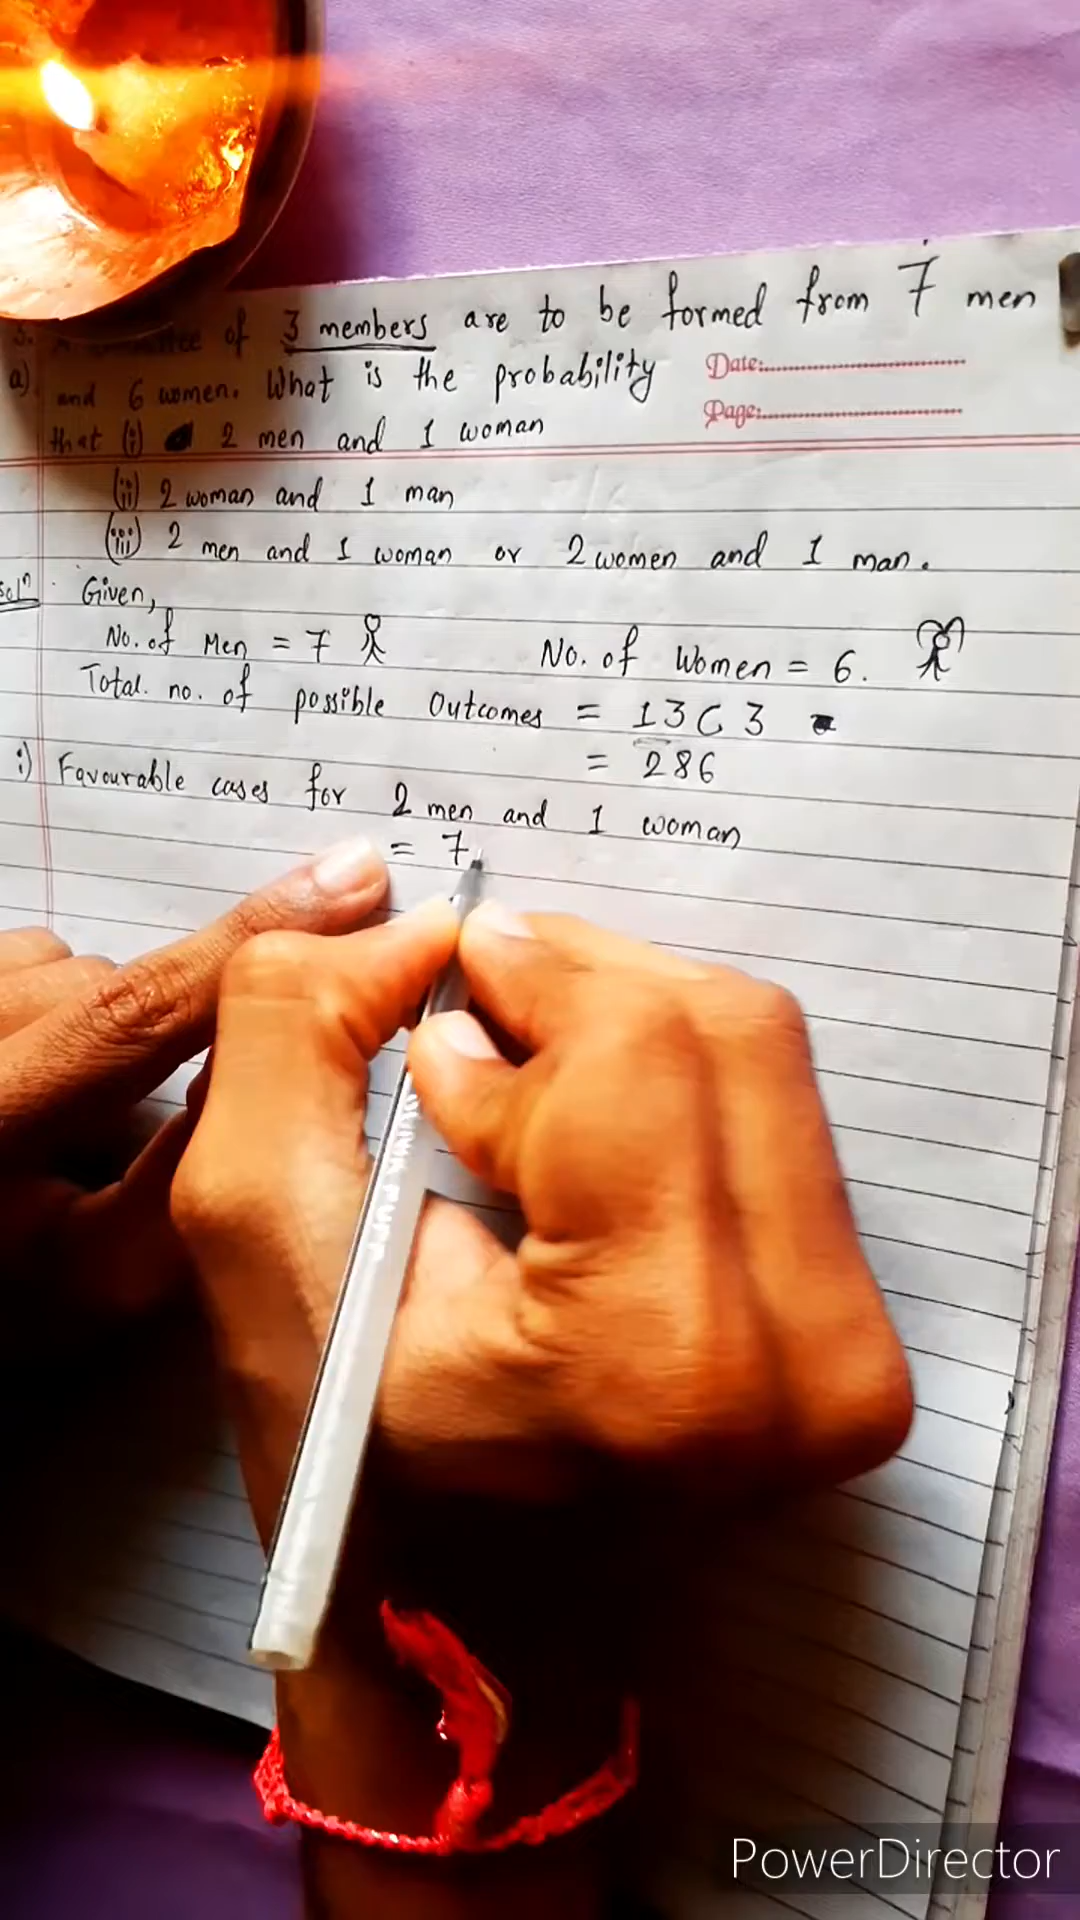 of 3 members are to be formed from 7 men
a) and 6 women. What is the probability
Date:
Page:
that (i) 2 men and 1 woman
(ii) 2 woman and 1 man
(iii) 2 men and 1 woman or 2 women and 1 man.
Solⁿ Given,
No. of Men = 7 No. of Women = 6.
Total. no. of possible Outcomes = 13C3
= 286
i) Favourable cases for 2 men and 1 woman
= 7
PowerDirector